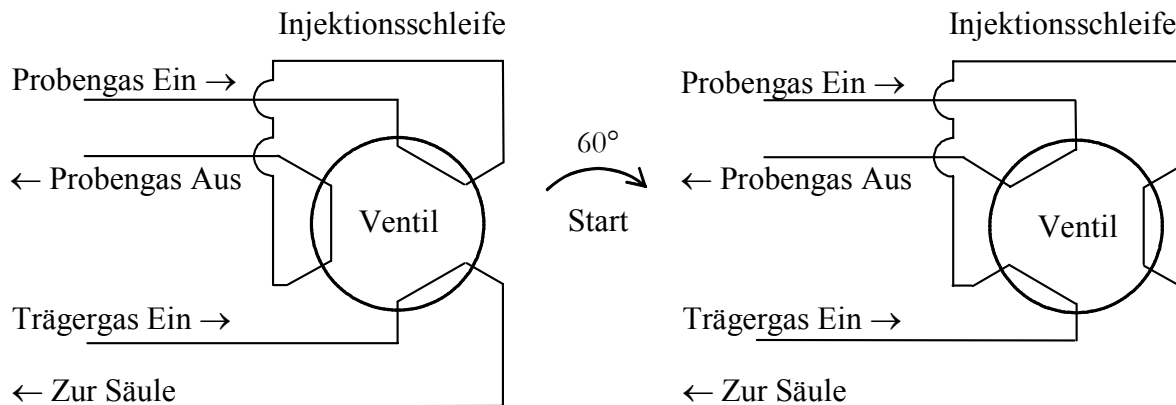 Injektionsschleife
Probengas Ein →
← Probengas Aus
Ventil
Trägergas Ein →
← Zur Säule
60°
Start
Injektionsschleife
Probengas Ein →
← Probengas Aus
Ventil
Trägergas Ein →
← Zur Säule